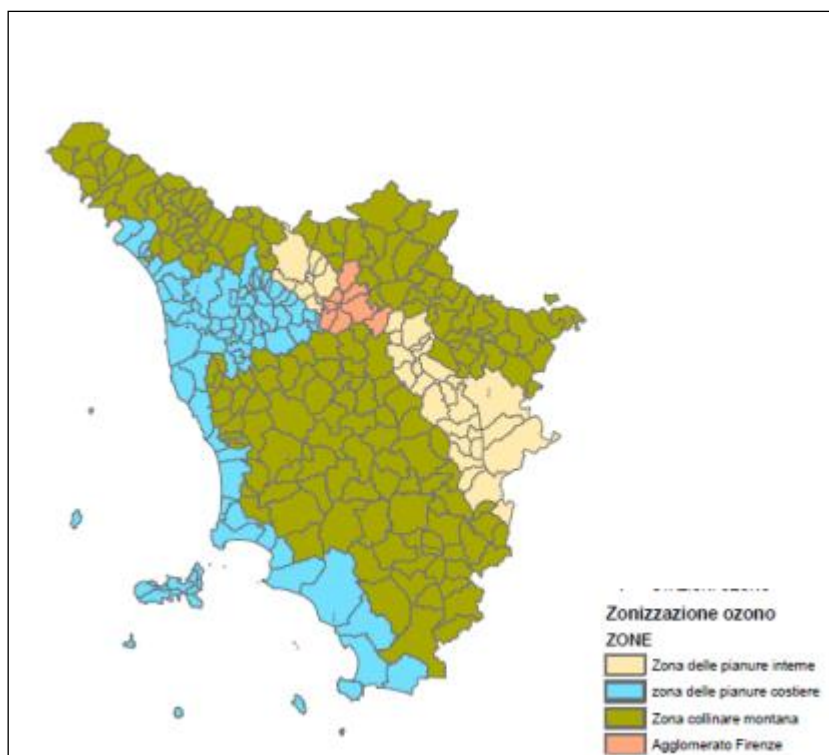 Zonizzazione ozono
ZONE
Zona delle pianure interne
zona delle pianure costiere
Zona collinare montana
Agglomerato Firenze